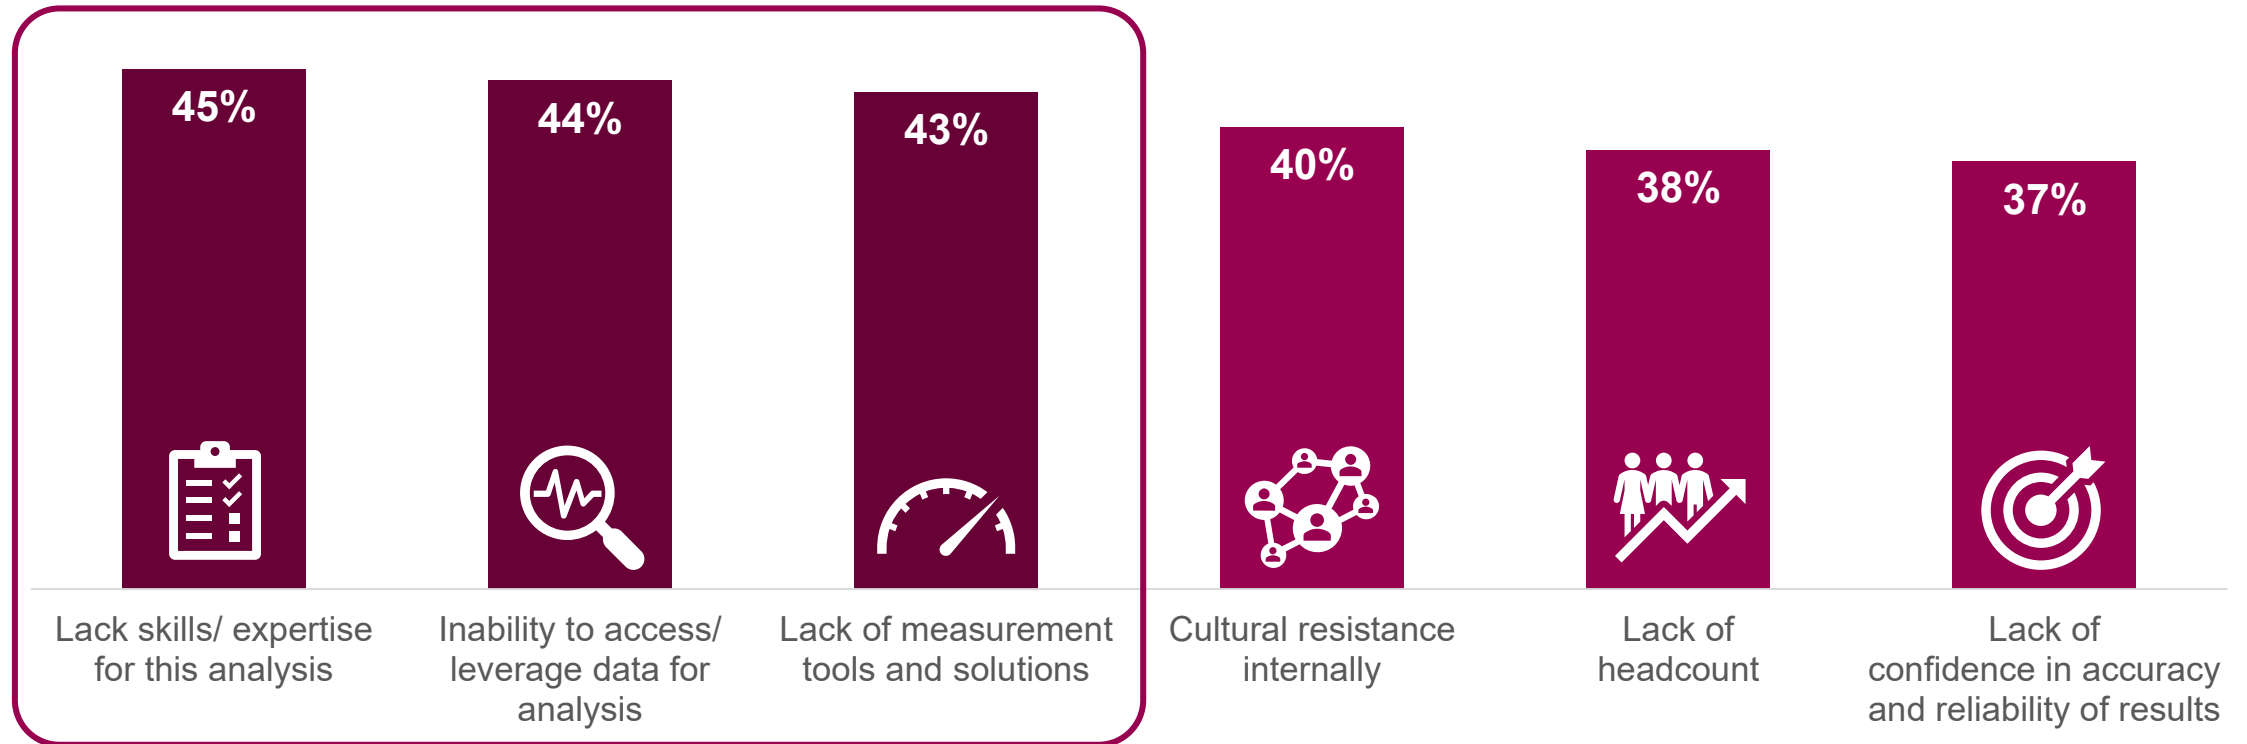 45%
44%
43%
40%
38%
37%
Lack skills/ expertise
for this analysis
Inability to access/
leverage data for
analysis
Lack of measurement
tools and solutions
Cultural resistance
internally
Lack of
headcount
Lack of
confidence in accuracy
and reliability of results